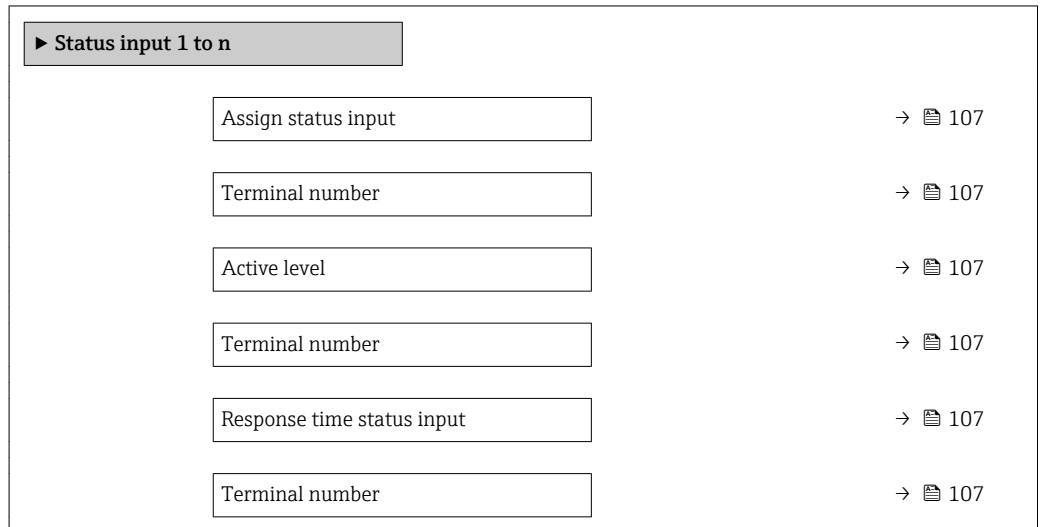 ▶ Status input 1 to n
Assign status input → 🖹 107
Terminal number → 🖹 107
Active level → 🖹 107
Terminal number → 🖹 107
Response time status input → 🖹 107
Terminal number → 🖹 107